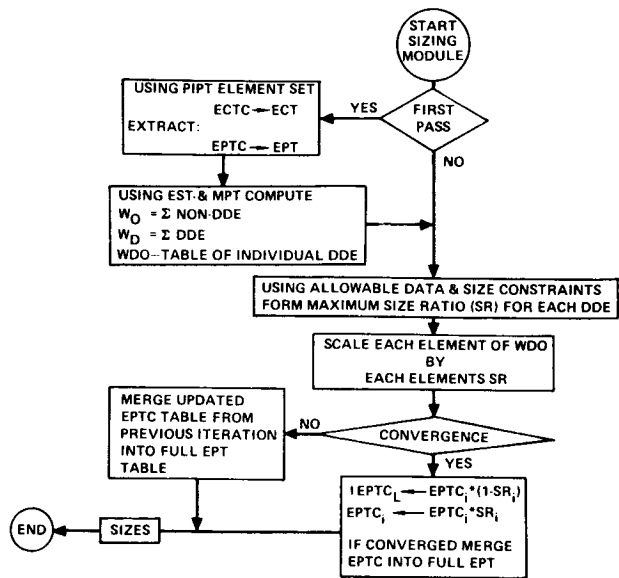 START
SIZING
MODULE
USING PIPT ELEMENT SET
ECTC ← ECT
EXTRACT:
EPTC ← EPT
YES
FIRST
PASS
NO
USING EST. & MPT COMPUTE
W_O = Σ NON-DDE
W_D = Σ DDE
WDO–TABLE OF INDIVIDUAL DDE
USING ALLOWABLE DATA & SIZE CONSTRAINTS
FORM MAXIMUM SIZE RATIO (SR) FOR EACH DDE
SCALE EACH ELEMENT OF WDO
BY
EACH ELEMENTS SR
MERGE UPDATED
EPTC TABLE FROM
PREVIOUS ITERATION
INTO FULL EPT
TABLE
NO
CONVERGENCE
YES
1 EPTC_L ← EPTC_i*(1-SR_i)
EPTC_i ← EPTC_i*SR_i
IF CONVERGED MERGE
EPTC INTO FULL EPT
END
SIZES